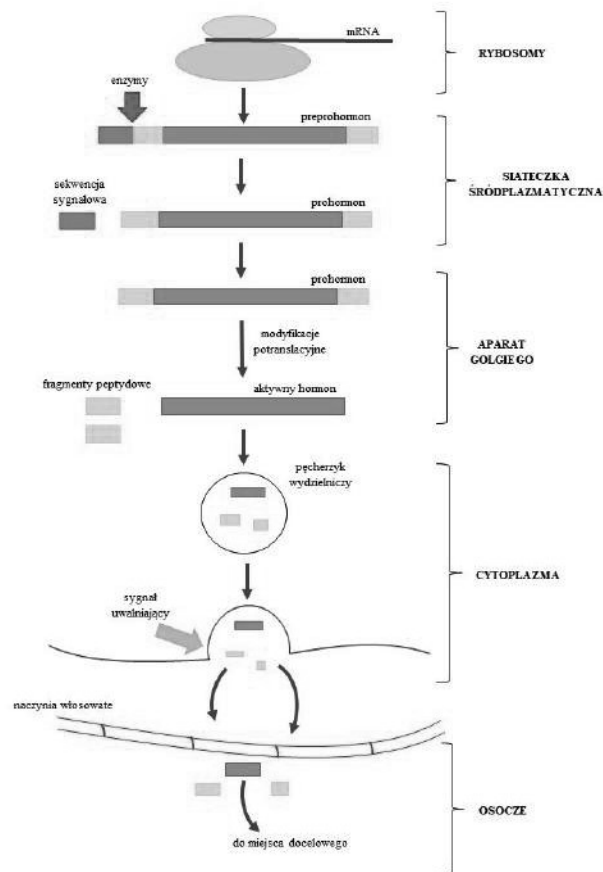 mRNA
RYBOSOMY
enzymy
preprohormon
SIATECZKA
ŚRÓDPLAZMATYCZNA
sekwencja
sygnałowa
prohormon
prohormon
modyfikacje
potranslacyjne
APARAT
GOLGIEGO
fragmenty peptydowe
aktywny hormon
pęcherzyk
wydzielniczy
CYTOPLAZMA
sygnał
uwalniający
naczynia włosowate
OSOCZE
do miejsca docelowego